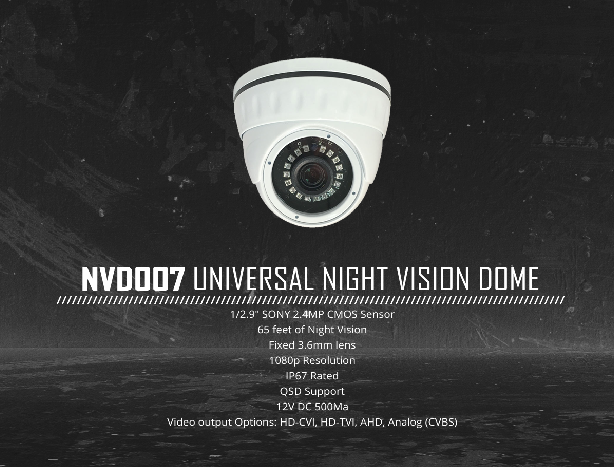 NVD007 UNIVERSAL NIGHT VISION DOME
1/2.9" SONY 2.4MP CMOS Sensor
65 feet of Night Vision
Fixed 3.6mm lens
1080p Resolution
IP67 Rated
QSD Support
12V DC 500Ma
Video output Options: HD-CVI, HD-TVI, AHD, Analog (CVBS)